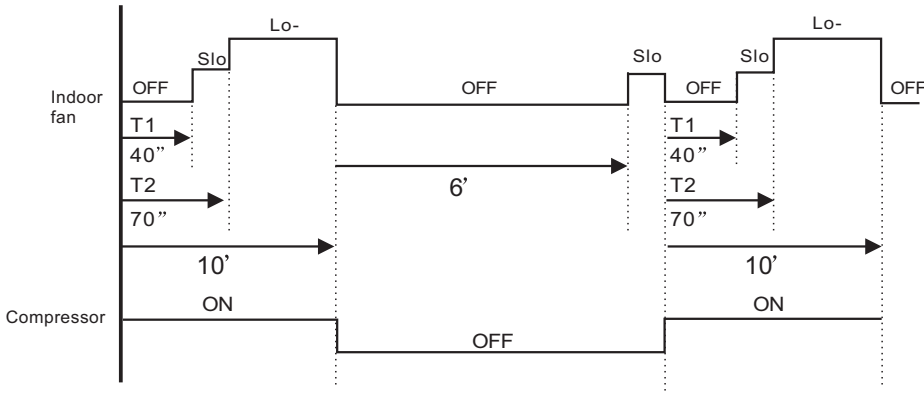 Lo-
Lo-
Slo
Slo
Slo
OFF
OFF
OFF
OFF
Indoor
fan
T1
40”
T1
40”
6’
T2
70”
T2
70”
10’
10’
ON
ON
Compressor
OFF